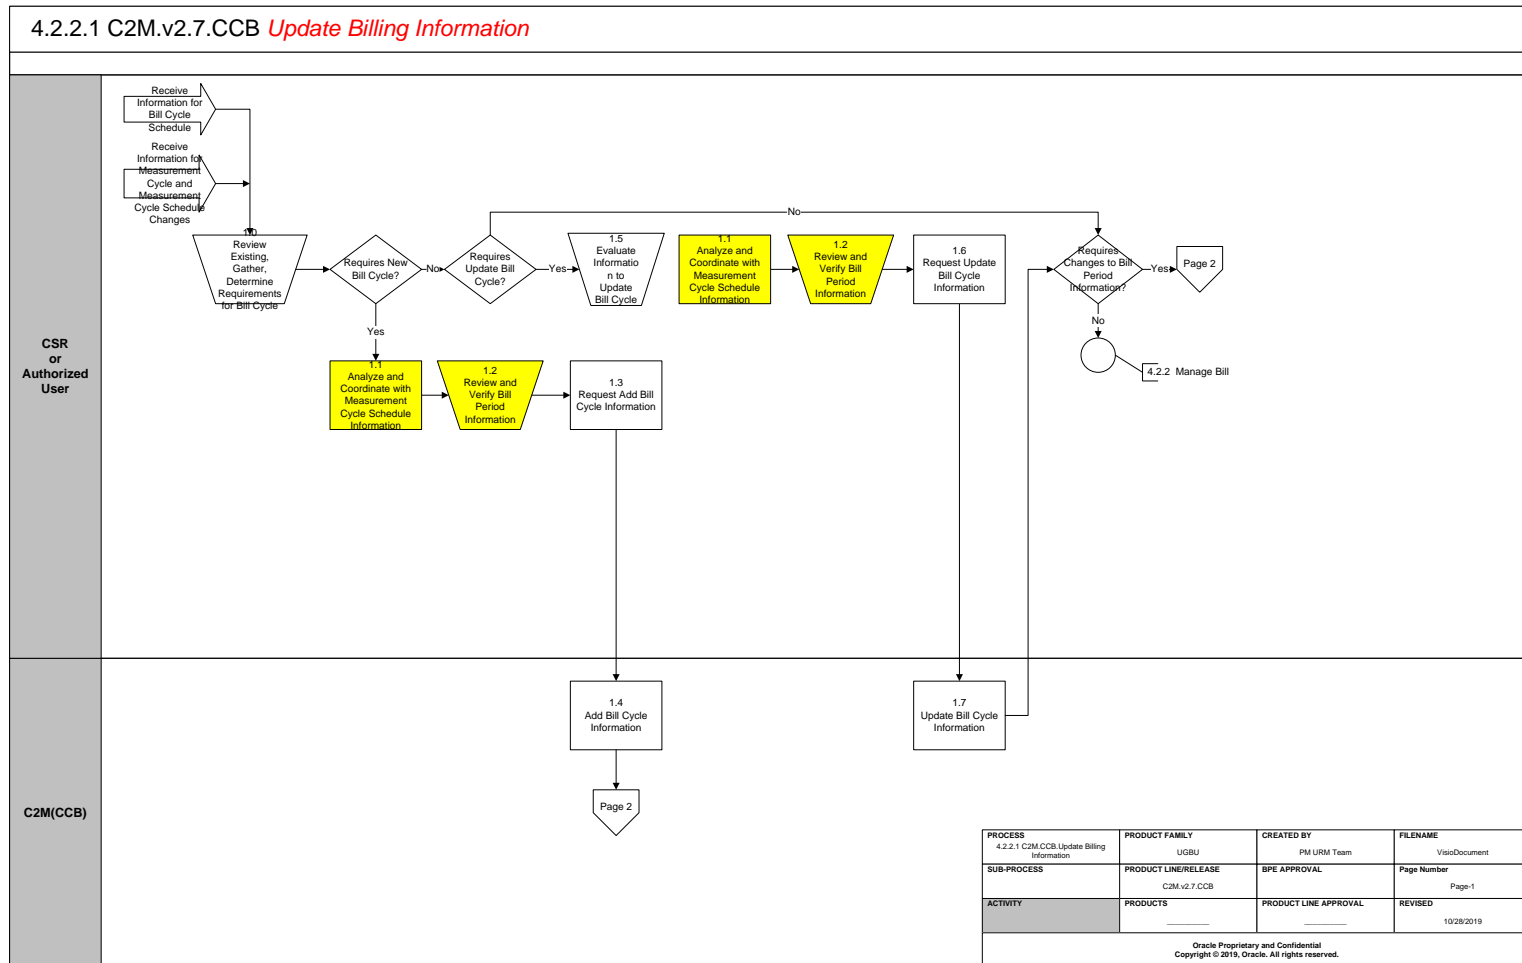 4.2.2.1 C2M.v2.7.CCB Update Billing Information
Receive
Information for
Bill Cycle
Schedule
Receive
Information for
Measurement
Cycle and
Measurement
Cycle Schedule
Changes
1.0
Review
Existing,
Gather,
Determine
Requirements
for Bill Cycle
Requires New
Bill Cycle?
No
Requires
Update Bill
Cycle?
Yes
1.5
Evaluate
Informatio
n to
Update
Bill Cycle
1.1
Analyze and
Coordinate with
Measurement
Cycle Schedule
Information
1.2
Review and
Verify Bill
Period
Information
1.6
Request Update
Bill Cycle
Information
No
Requires
Changes to Bill
Period
Information?
Yes
Page 2
No
4.2.2 Manage Bill
Yes
1.1
Analyze and
Coordinate with
Measurement
Cycle Schedule
Information
1.2
Review and
Verify Bill
Period
Information
1.3
Request Add Bill
Cycle Information
CSR
or
Authorized
User
1.4
Add Bill Cycle
Information
1.7
Update Bill Cycle
Information
Page 2
C2M(CCB)
PROCESS
4.2.2.1 C2M.CCB.Update Billing
Information
PRODUCT FAMILY
UGBU
CREATED BY
PM URM Team
FILENAME
VisioDocument
SUB-PROCESS
PRODUCT LINE/RELEASE
C2M.v2.7.CCB
BPE APPROVAL
Page Number
Page-1
ACTIVITY
PRODUCTS
PRODUCT LINE APPROVAL
REVISED
10/28/2019
Oracle Proprietary and Confidential
Copyright © 2019, Oracle. All rights reserved.